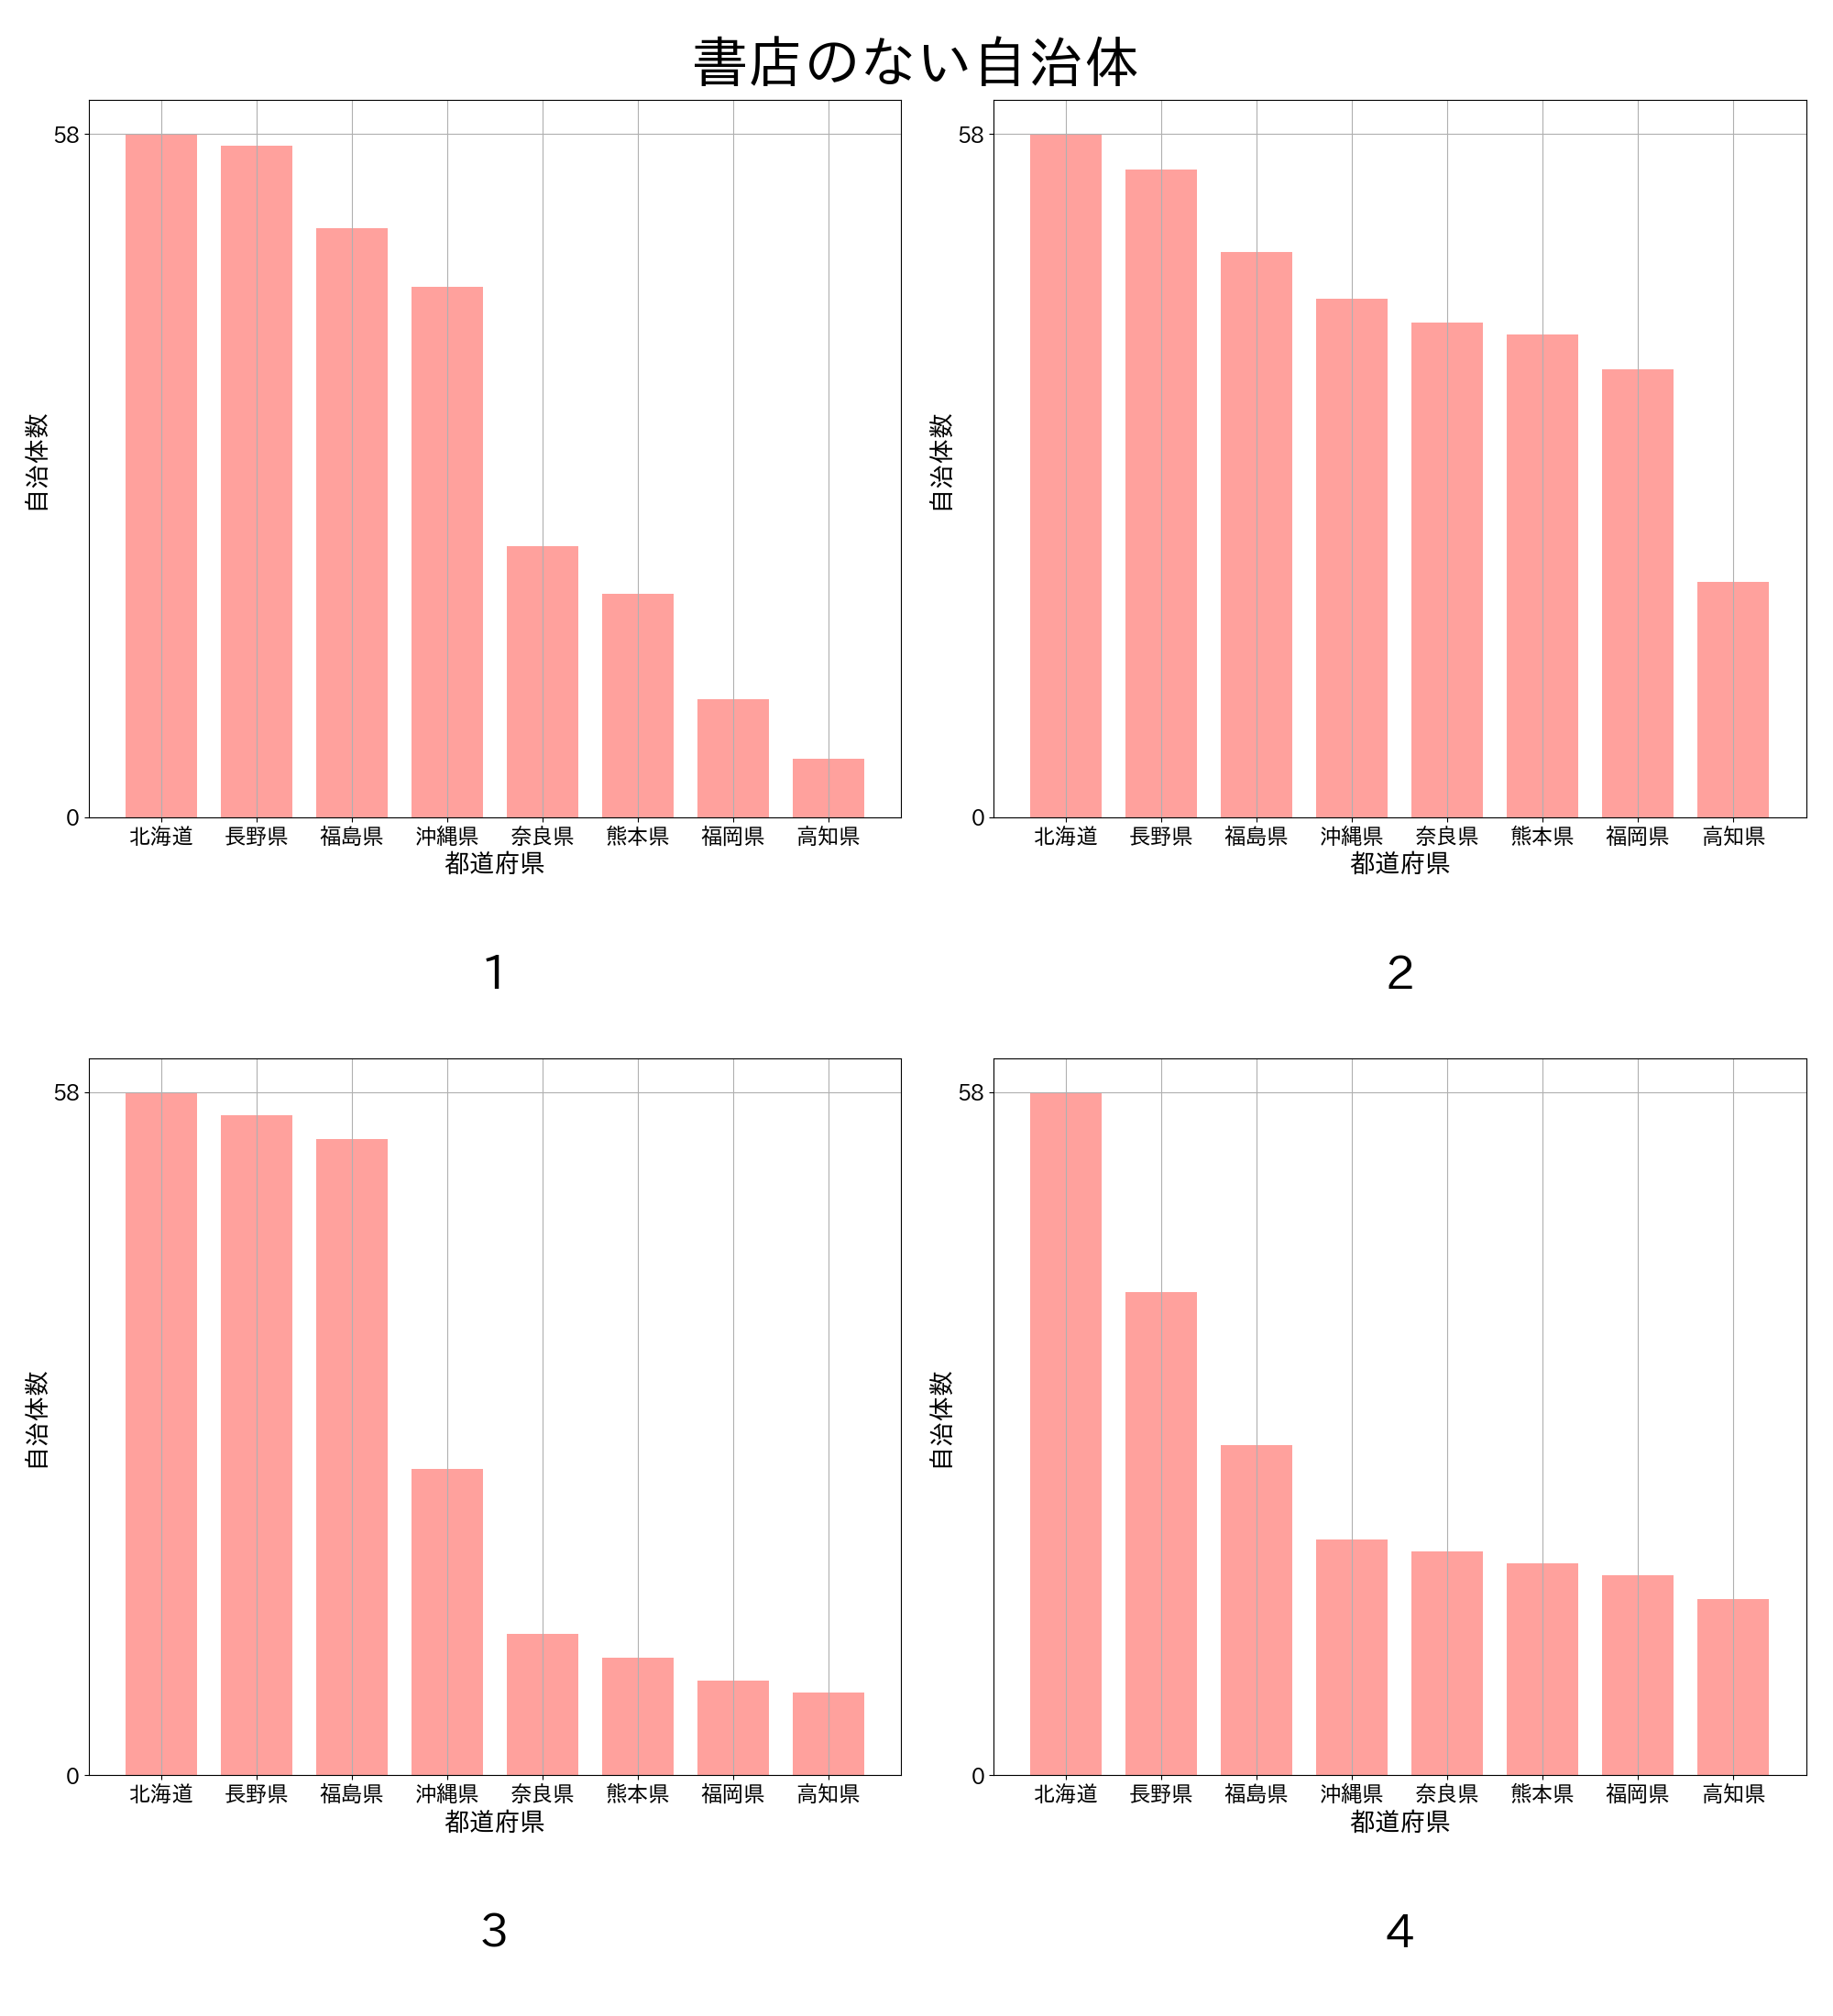 書店のない自治体
58
0
自治体数
北海道 長野県 福島県 沖縄県 奈良県 熊本県 福岡県 高知県
都道府県
1
58
0
自治体数
北海道 長野県 福島県 沖縄県 奈良県 熊本県 福岡県 高知県
都道府県
2
58
0
自治体数
北海道 長野県 福島県 沖縄県 奈良県 熊本県 福岡県 高知県
都道府県
3
58
0
自治体数
北海道 長野県 福島県 沖縄県 奈良県 熊本県 福岡県 高知県
都道府県
4